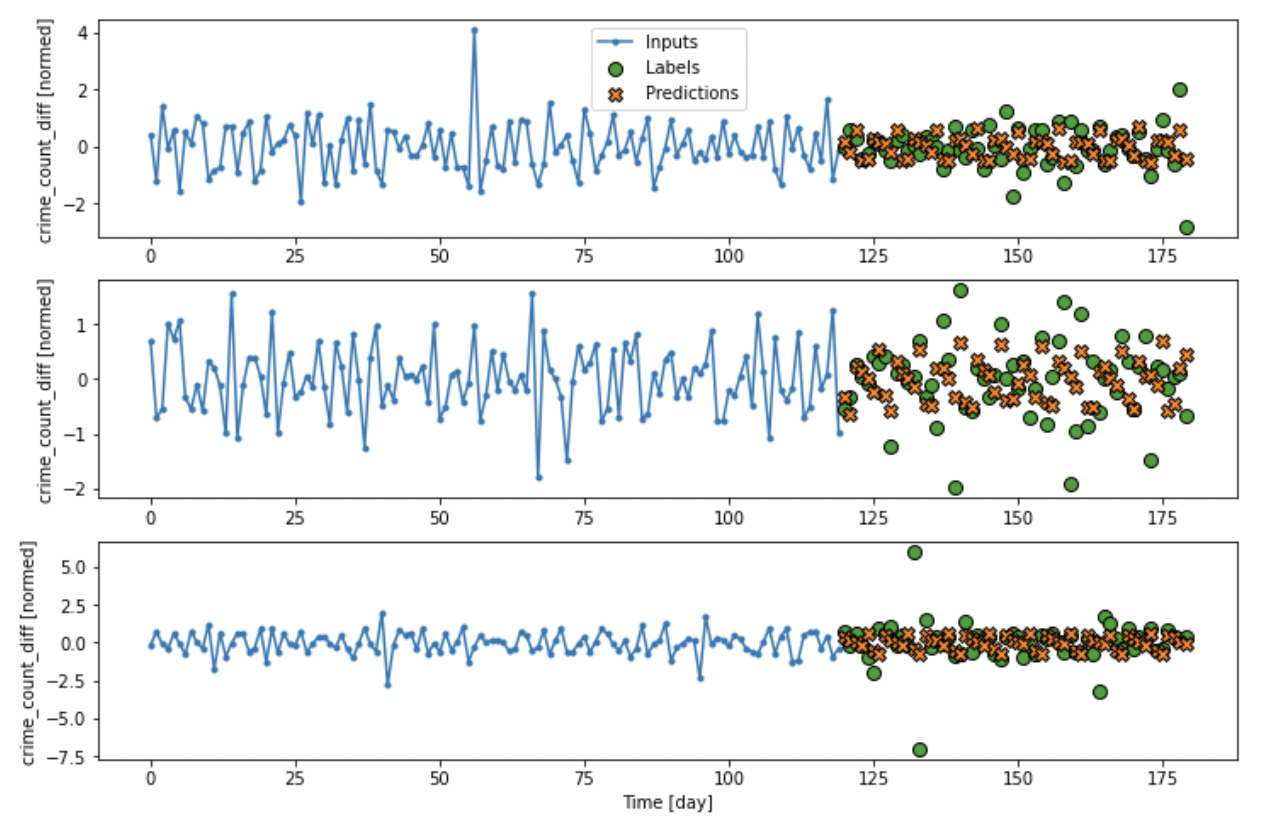 crime_count_diff [normed]
4
2
0
−2
Inputs
Labels
Predictions
0 25 50 75 100 125 150 175
crime_count_diff [normed]
1
0
−1
−2
0 25 50 75 100 125 150 175
crime_count_diff [normed]
5.0
2.5
0.0
−2.5
−5.0
−7.5
0 25 50 75 100 125 150 175
Time [day]